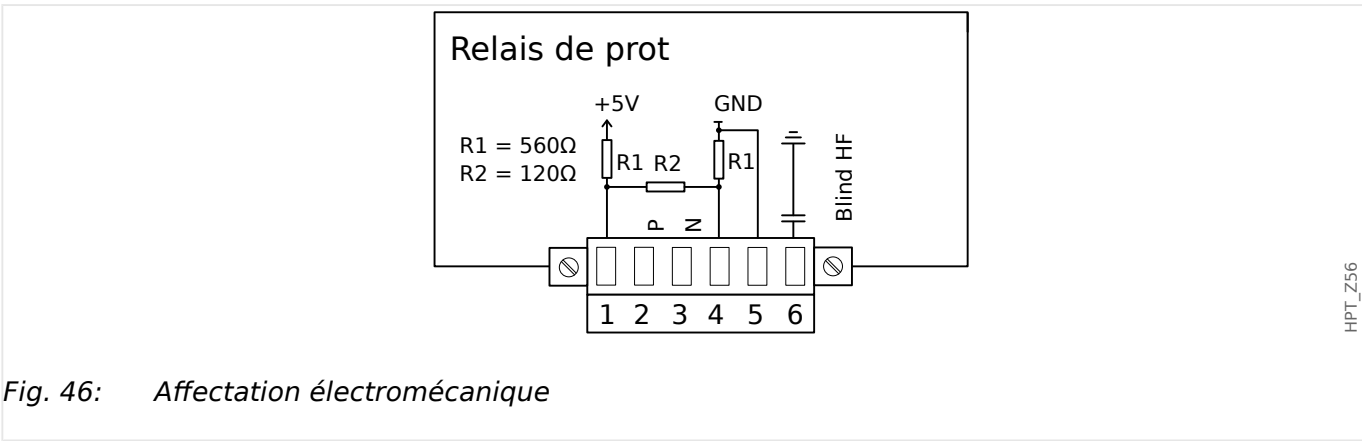 Relais de prot
+5V
GND
R1 = 560Ω
R2 = 120Ω
R1
R2
R1
Blind HF
P
N
1 2 3 4 5 6
HPT_Z56
Fig. 46: Affectation électromécanique